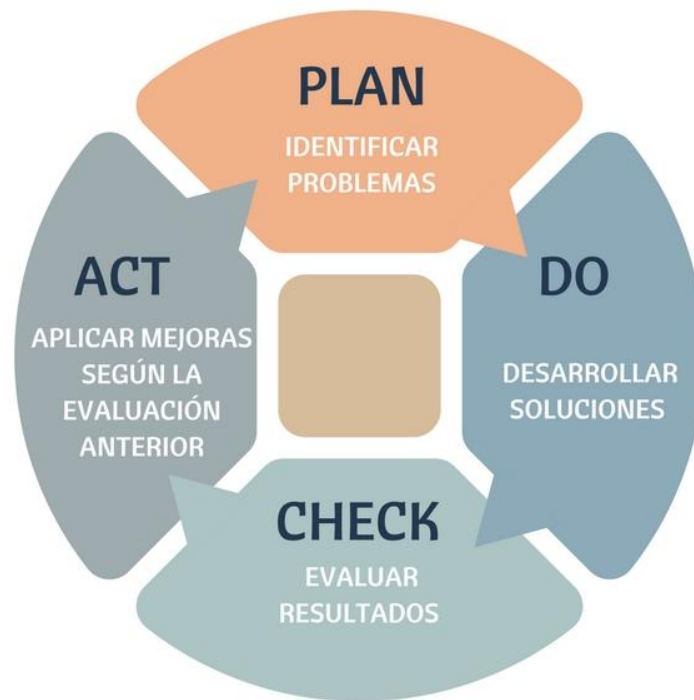 PLAN
IDENTIFICAR
PROBLEMAS
DO
DESARROLLAR
SOLUCIONES
CHECK
EVALUAR
RESULTADOS
ACT
APLICAR MEJORAS
SEGÚN LA
EVALUACIÓN
ANTERIOR